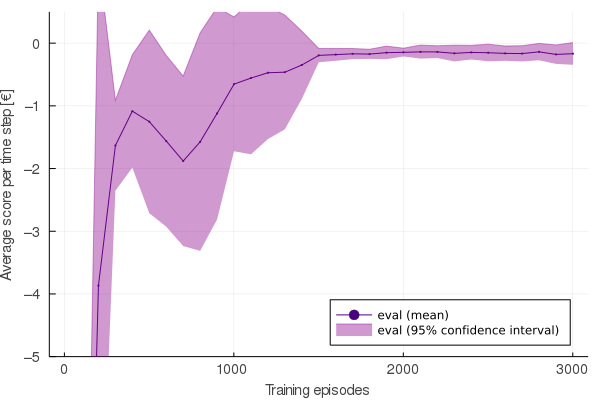 Average score per time step [€]
0
−1
−2
−3
−4
−5
0
1000
2000
3000
Training episodes
eval (mean)
eval (95% confidence interval)